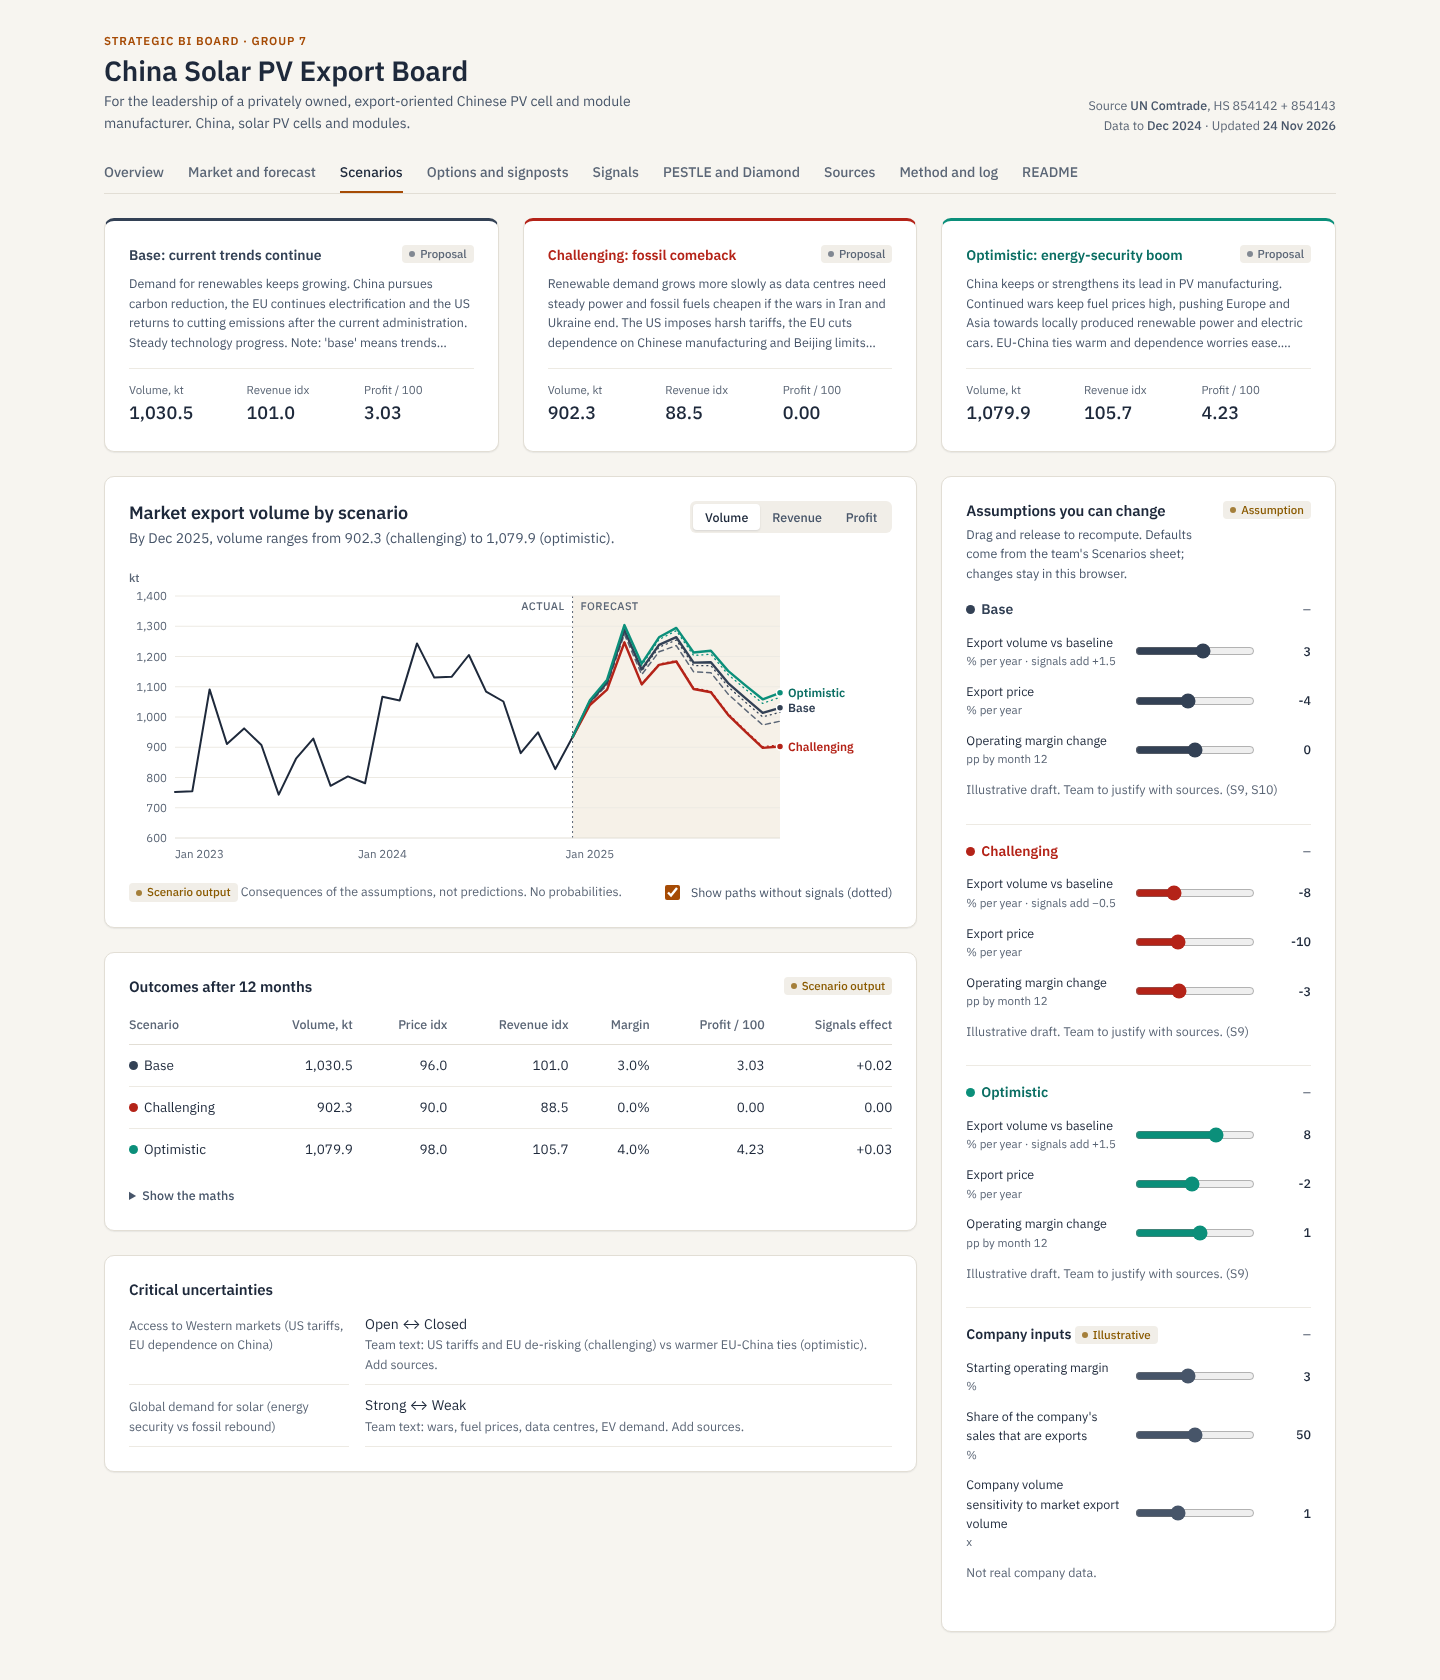 STRATEGIC BI BOARD · GROUP 7
China Solar PV Export Board
For the leadership of a privately owned, export-oriented Chinese PV cell and module
manufacturer. China, solar PV cells and modules.
Source UN Comtrade, HS 854142 + 854143
Data to Dec 2024 · Updated 24 Nov 2026
Overview Market and forecast Scenarios Options and signposts Signals PESTLE and Diamond Sources Method and log README
Base: current trends continue Proposal
Demand for renewables keeps growing. China pursues
carbon reduction, the EU continues electrification and the US
returns to cutting emissions after the current administration.
Steady technology progress. Note: 'base' means trends...
Volume, kt Revenue idx Profit / 100
1,030.5 101.0 3.03
Challenging: fossil comeback Proposal
Renewable demand grows more slowly as data centres need
steady power and fossil fuels cheapen if the wars in Iran and
Ukraine end. The US imposes harsh tariffs, the EU cuts
dependence on Chinese manufacturing and Beijing limits...
Volume, kt Revenue idx Profit / 100
902.3 88.5 0.00
Optimistic: energy-security boom Proposal
China keeps or strengthens its lead in PV manufacturing.
Continued wars keep fuel prices high, pushing Europe and
Asia towards locally produced renewable power and electric
cars. EU-China ties warm and dependence worries ease....
Volume, kt Revenue idx Profit / 100
1,079.9 105.7 4.23
Market export volume by scenario
By Dec 2025, volume ranges from 902.3 (challenging) to 1,079.9 (optimistic).
Volume Revenue Profit
kt
1,400
1,300
1,200
1,100
1,000
900
800
700
600
ACTUAL FORECAST
Optimistic
Base
Challenging
Jan 2023 Jan 2024 Jan 2025
Scenario output Consequences of the assumptions, not predictions. No probabilities.
Show paths without signals (dotted)
Outcomes after 12 months Scenario output
Scenario Volume, kt Price idx Revenue idx Margin Profit / 100 Signals effect
Base 1,030.5 96.0 101.0 3.0% 3.03 +0.02
Challenging 902.3 90.0 88.5 0.0% 0.00 0.00
Optimistic 1,079.9 98.0 105.7 4.0% 4.23 +0.03
Show the maths
Critical uncertainties
Access to Western markets (US tariffs,
EU dependence on China)
Open ↔ Closed
Team text: US tariffs and EU de-risking (challenging) vs warmer EU-China ties (optimistic).
Add sources.
Global demand for solar (energy
security vs fossil rebound)
Strong ↔ Weak
Team text: wars, fuel prices, data centres, EV demand. Add sources.
Assumptions you can change Assumption
Drag and release to recompute. Defaults
come from the team's Scenarios sheet;
changes stay in this browser.
Base –
Export volume vs baseline
% per year · signals add +1.5
3
Export price
% per year
-4
Operating margin change
pp by month 12
0
Illustrative draft. Team to justify with sources. (S9, S10)
Challenging –
Export volume vs baseline
% per year · signals add −0.5
-8
Export price
% per year
-10
Operating margin change
pp by month 12
-3
Illustrative draft. Team to justify with sources. (S9)
Optimistic –
Export volume vs baseline
% per year · signals add +1.5
8
Export price
% per year
-2
Operating margin change
pp by month 12
1
Illustrative draft. Team to justify with sources. (S9)
Company inputs Illustrative –
Starting operating margin
%
3
Share of the company's
sales that are exports
%
50
Company volume
sensitivity to market export
volume
x
1
Not real company data.